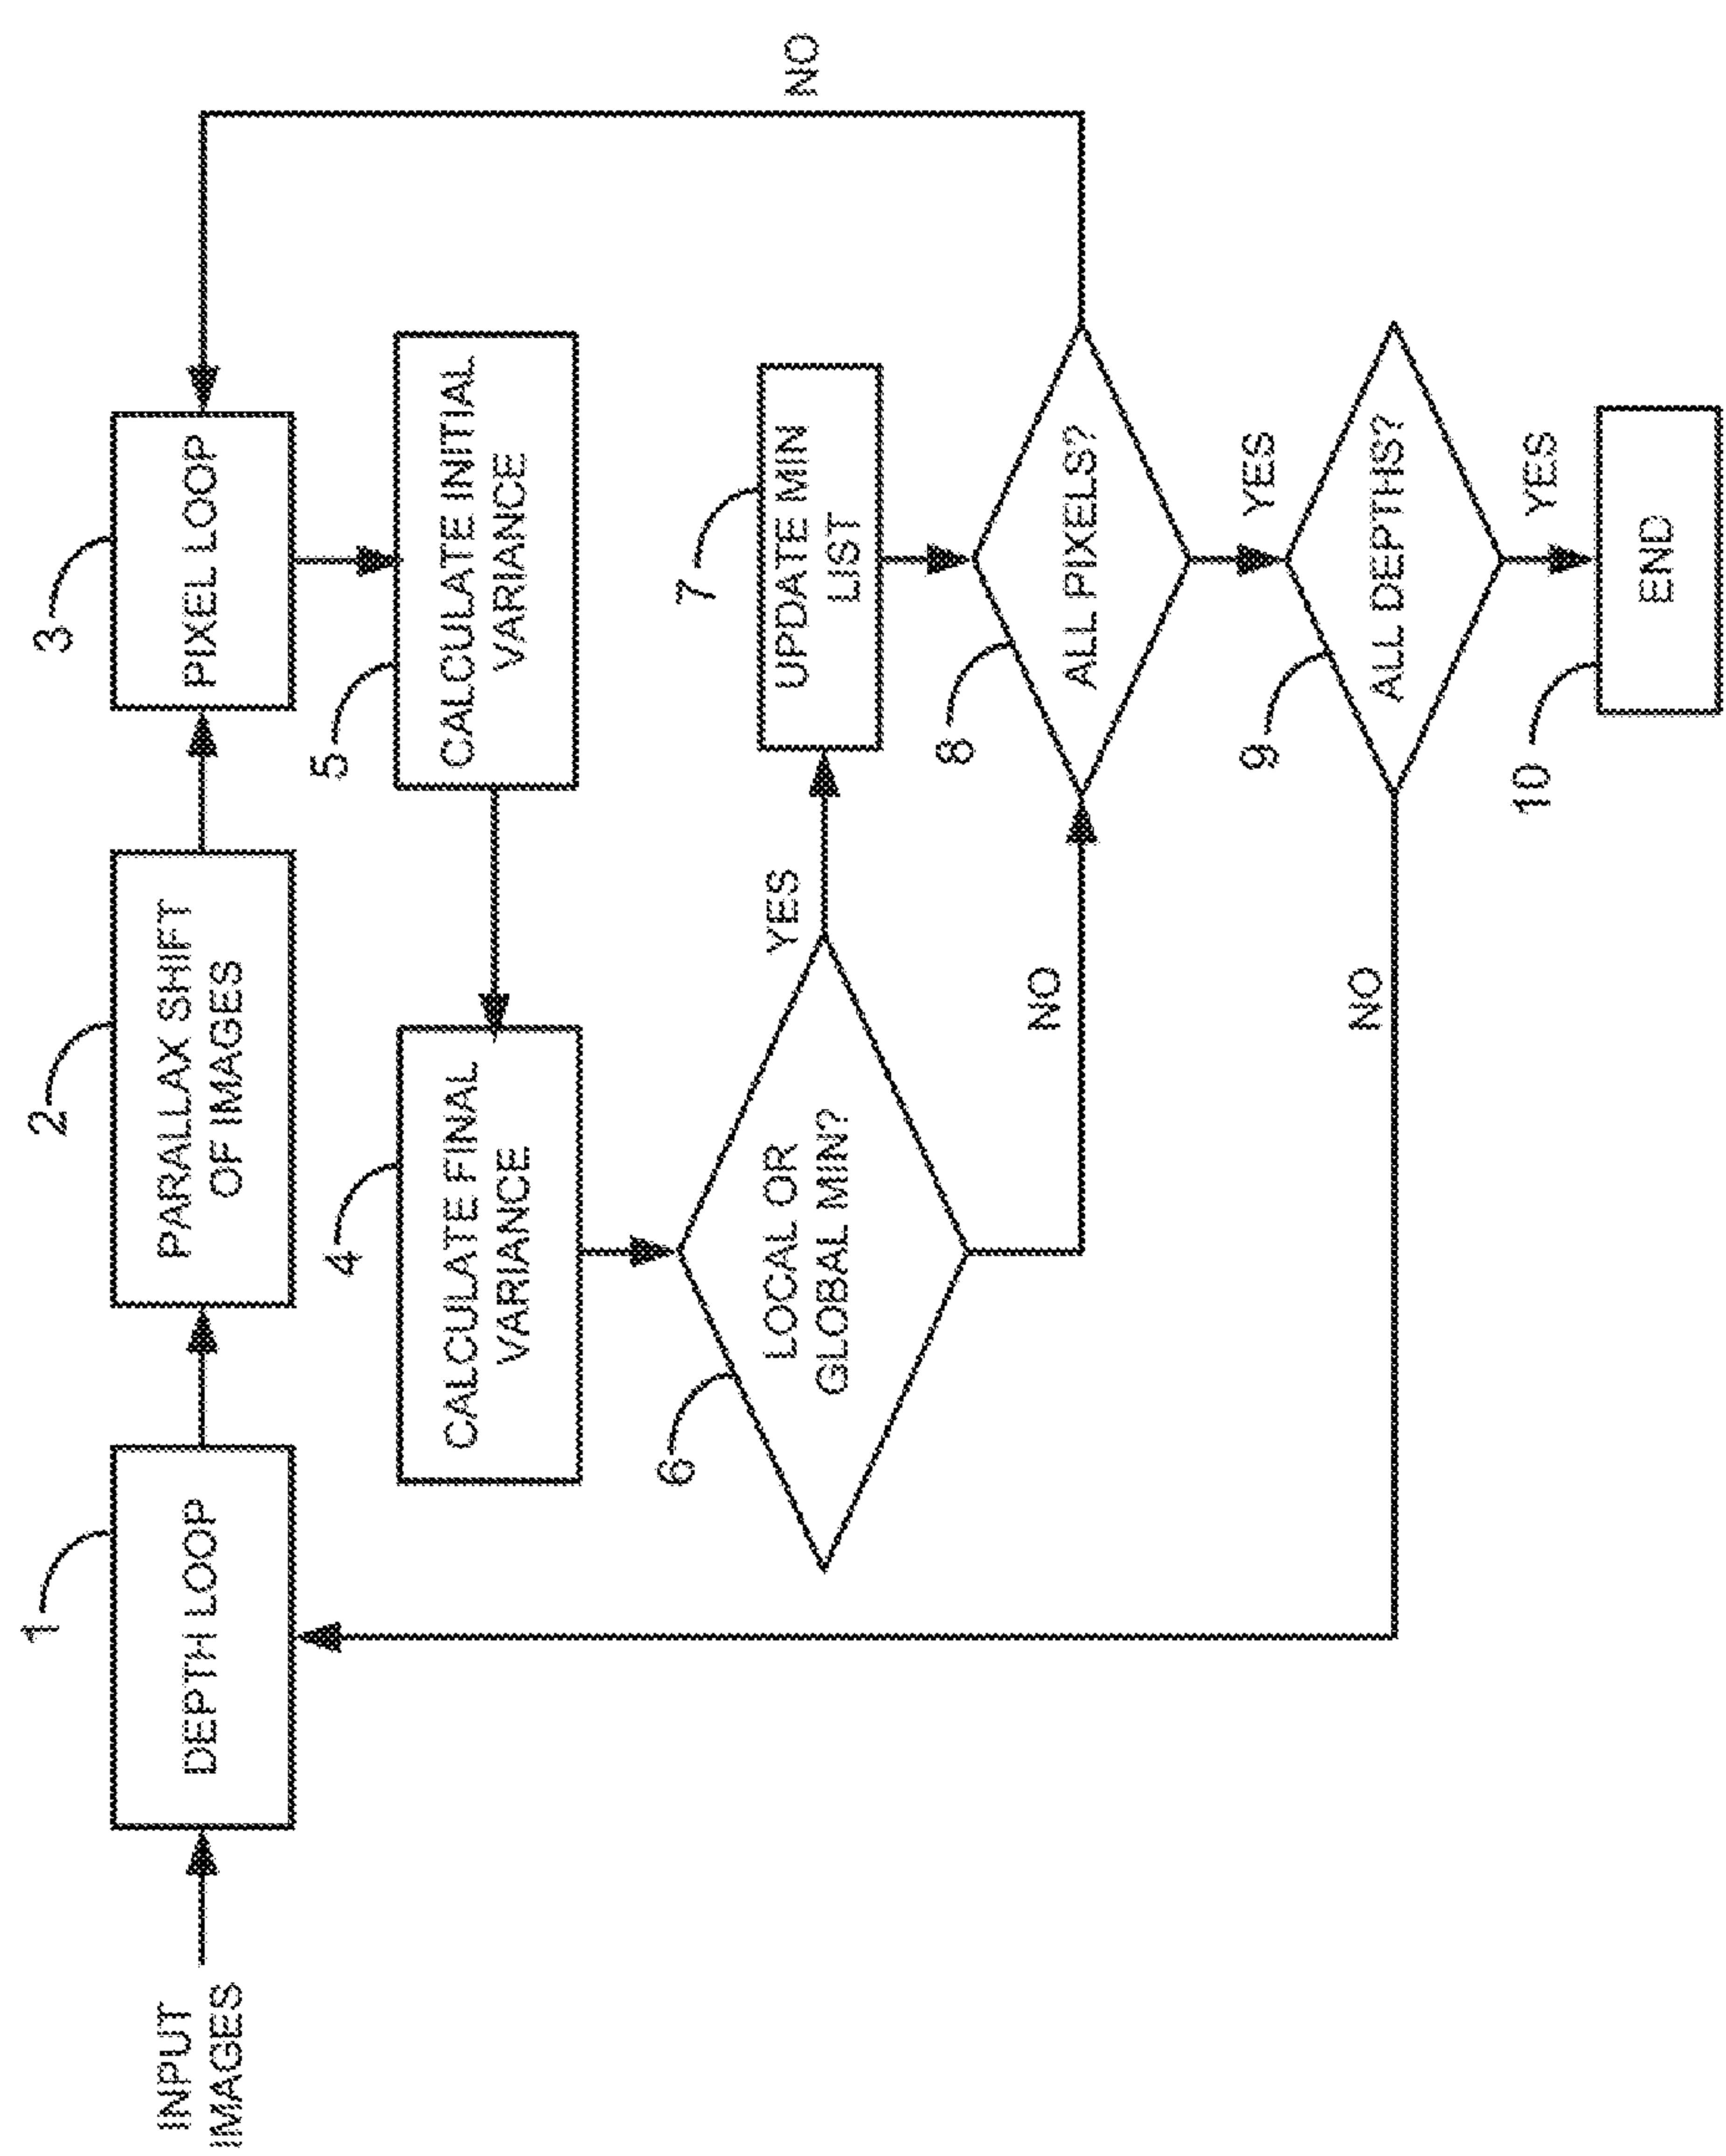 INPUT
IMAGES
1
DEPTH LOOP
2
PARALLAX SHIFT
OF IMAGES
3
PIXEL LOOP
NO
5
CALCULATE INITIAL
VARIANCE
4
CALCULATE FINAL
VARIANCE
6
LOCAL OR
GLOBAL MIN?
YES
7
UPDATE MIN
LIST
NO
8
ALL PIXELS?
YES
NO
9
ALL DEPTHS?
YES
10
END